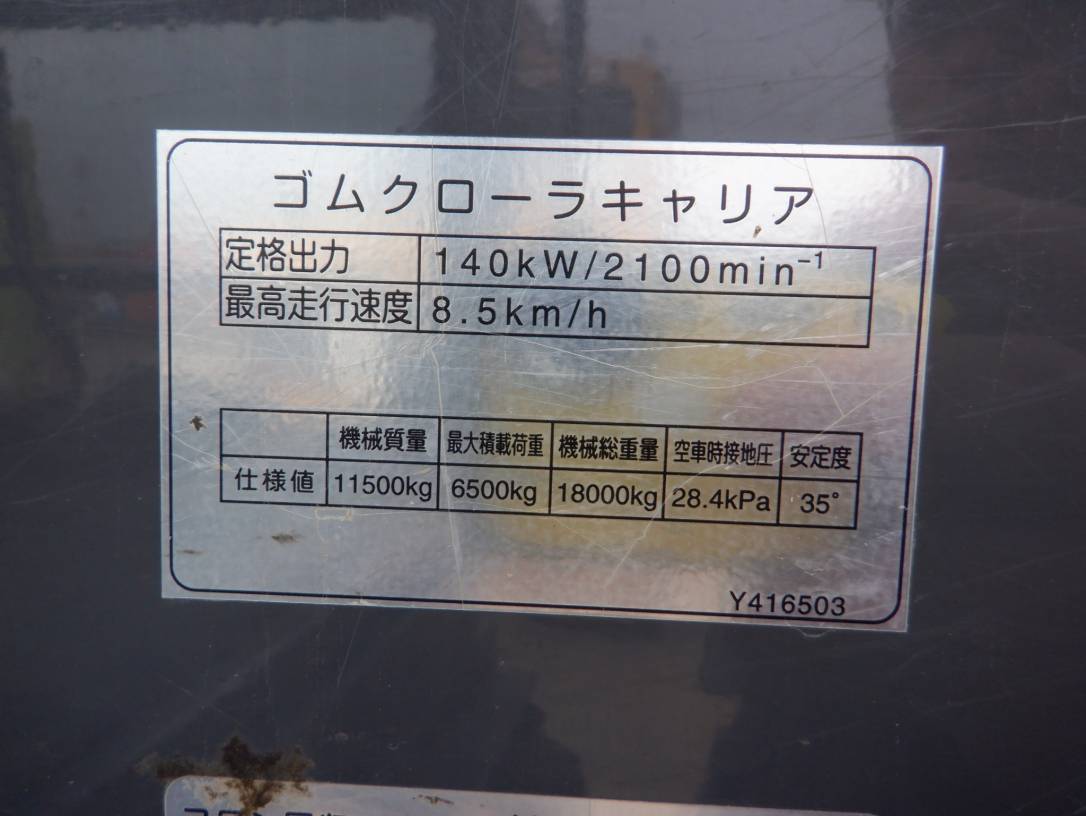 ゴムクローラキャリア
定格出力 140kW/2100min⁻¹
最高走行速度 8.5km/h
機械質量 最大積載荷重 機械総重量 空車時接地圧 安定度
仕様値 11500kg 6500kg 18000kg 28.4kPa 35°
Y416503